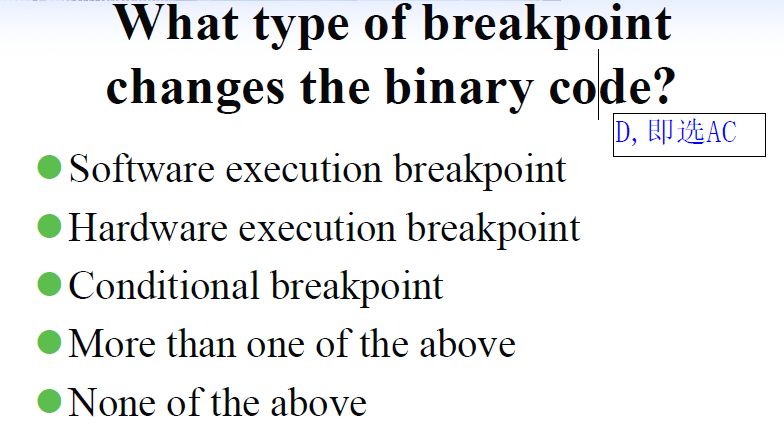 What type of breakpoint
changes the binary code?
D, 即选AC
Software execution breakpoint
Hardware execution breakpoint
Conditional breakpoint
More than one of the above
None of the above